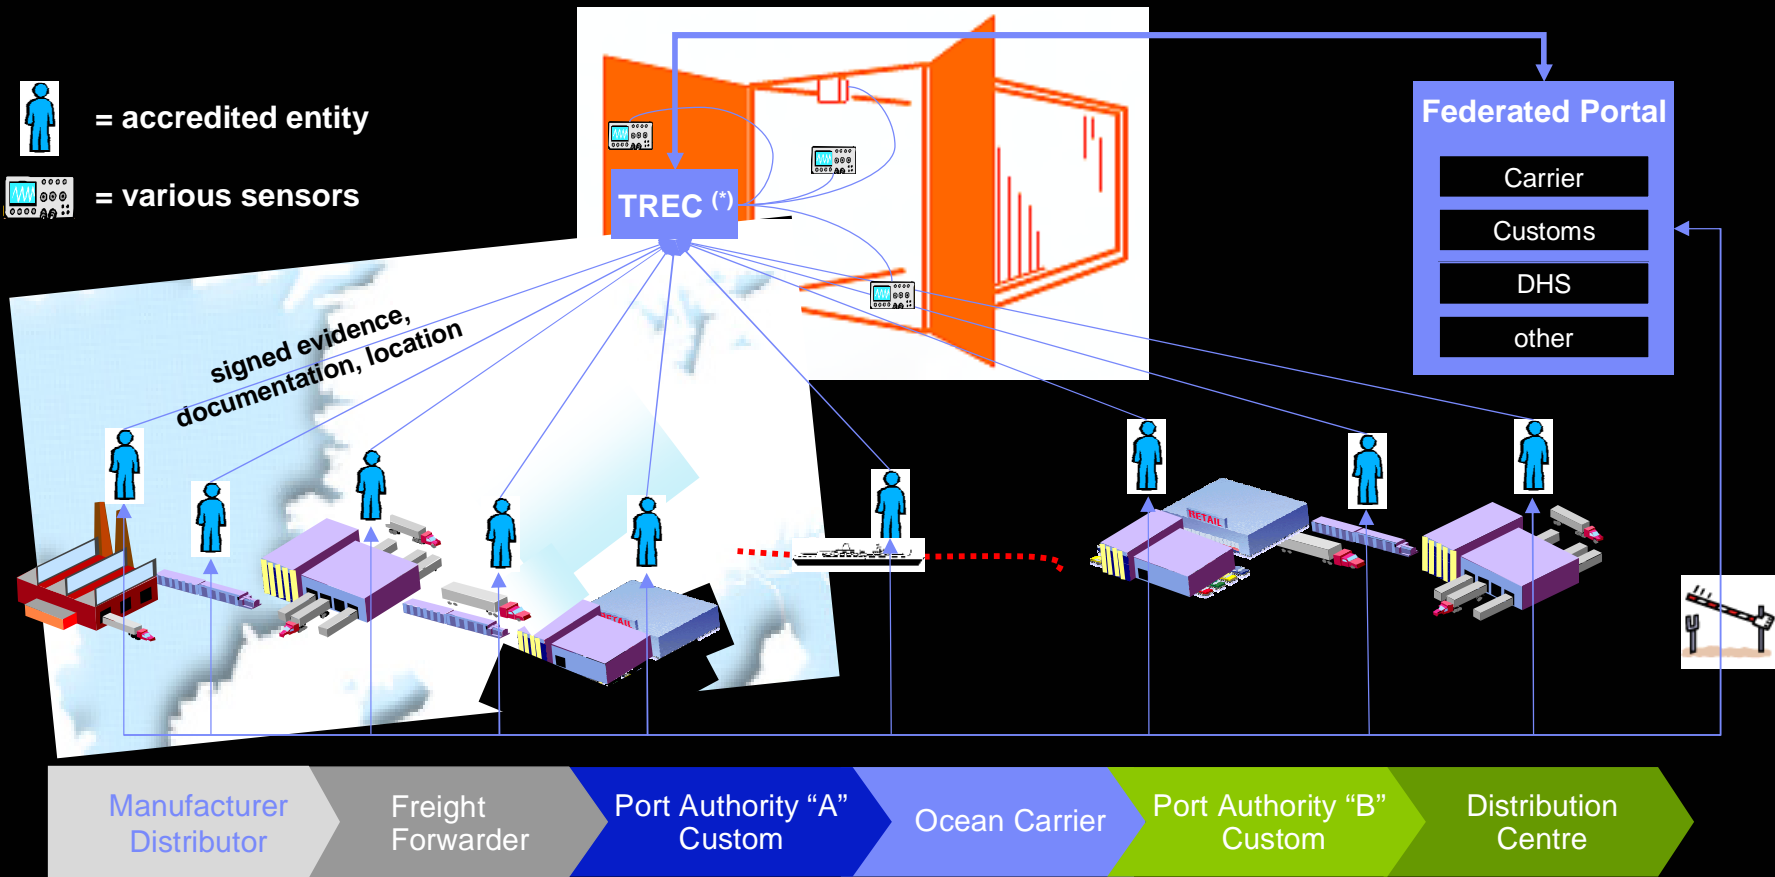 = accredited entity
= various sensors
TREC (*)
Federated Portal
Carrier
Customs
DHS
other
signed evidence,
documentation, location
RETAIL
RETAIL
Manufacturer
Distributor
Freight
Forwarder
Port Authority “A”
Custom
Ocean Carrier
Port Authority “B”
Custom
Distribution
Centre